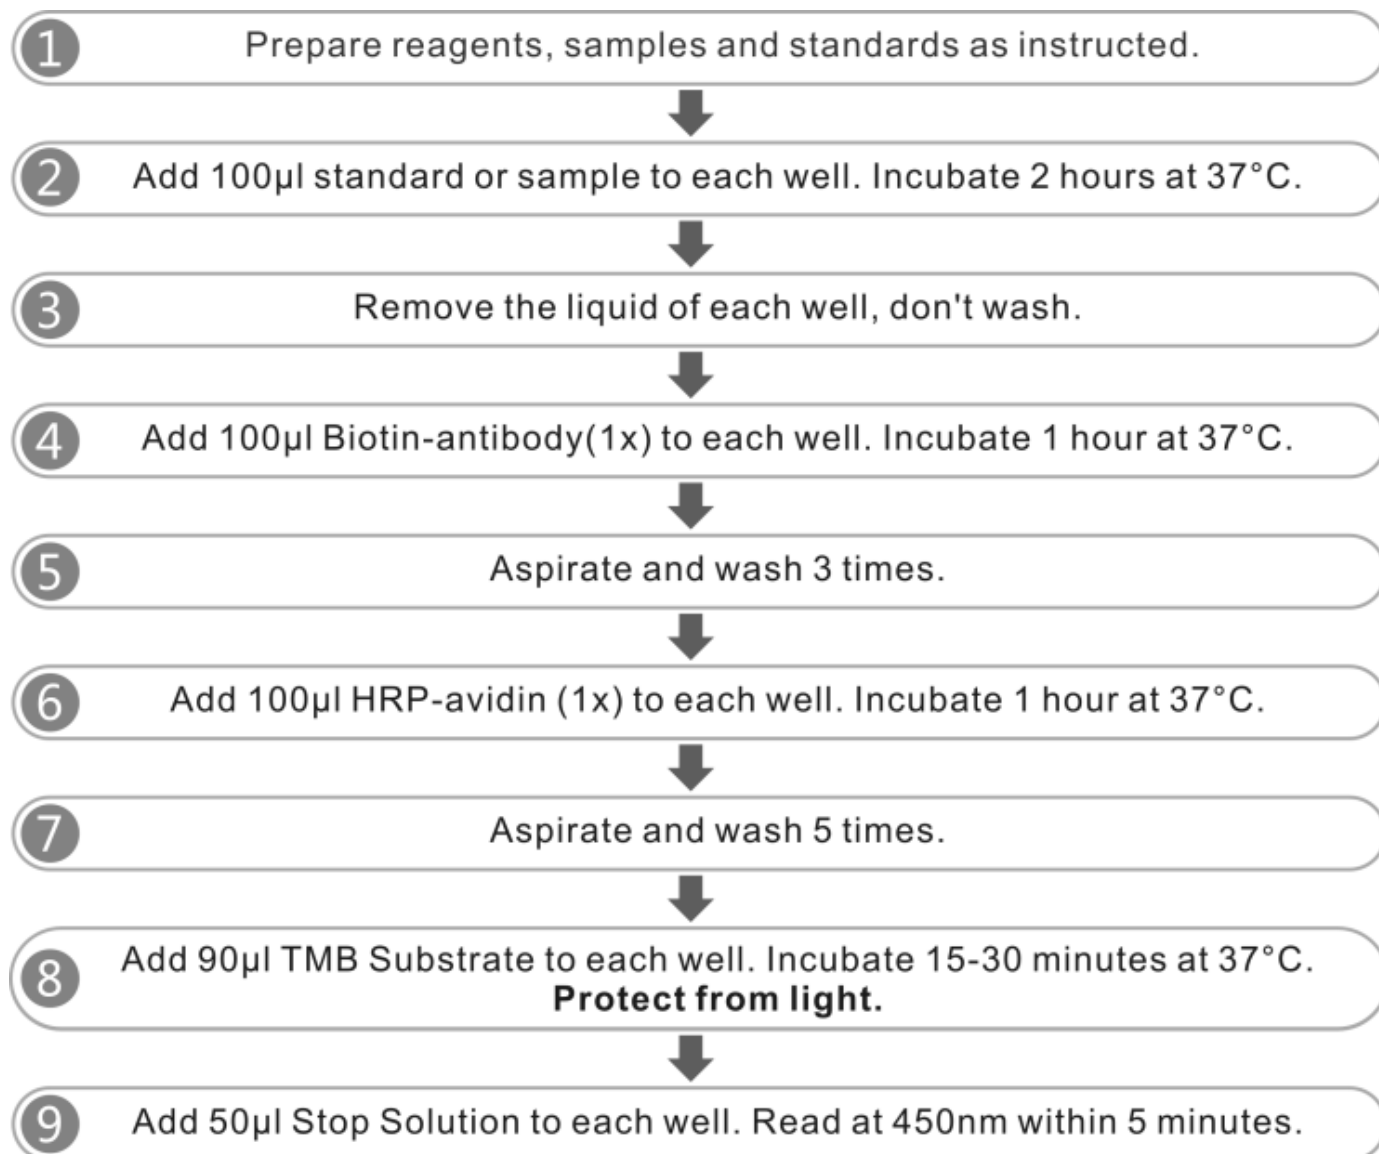 1 Prepare reagents, samples and standards as instructed.
2 Add 100µl standard or sample to each well. Incubate 2 hours at 37°C.
3 Remove the liquid of each well, don't wash.
4 Add 100µl Biotin-antibody(1x) to each well. Incubate 1 hour at 37°C.
5 Aspirate and wash 3 times.
6 Add 100µl HRP-avidin (1x) to each well. Incubate 1 hour at 37°C.
7 Aspirate and wash 5 times.
8 Add 90µl TMB Substrate to each well. Incubate 15-30 minutes at 37°C.
Protect from light.
9 Add 50µl Stop Solution to each well. Read at 450nm within 5 minutes.